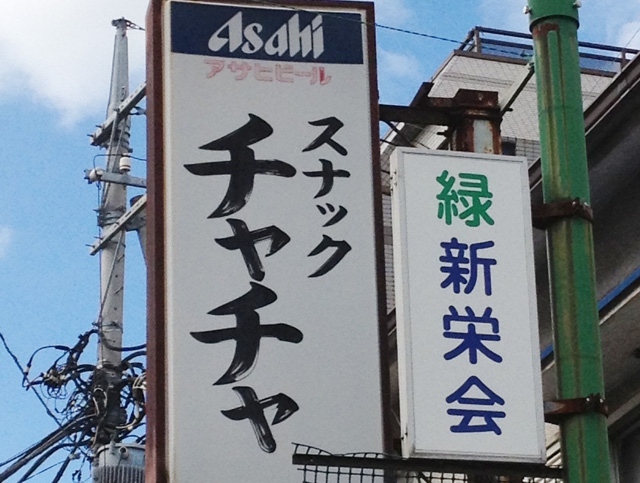 Asahi
アサヒビール
スナック
チャチャ
緑新栄会